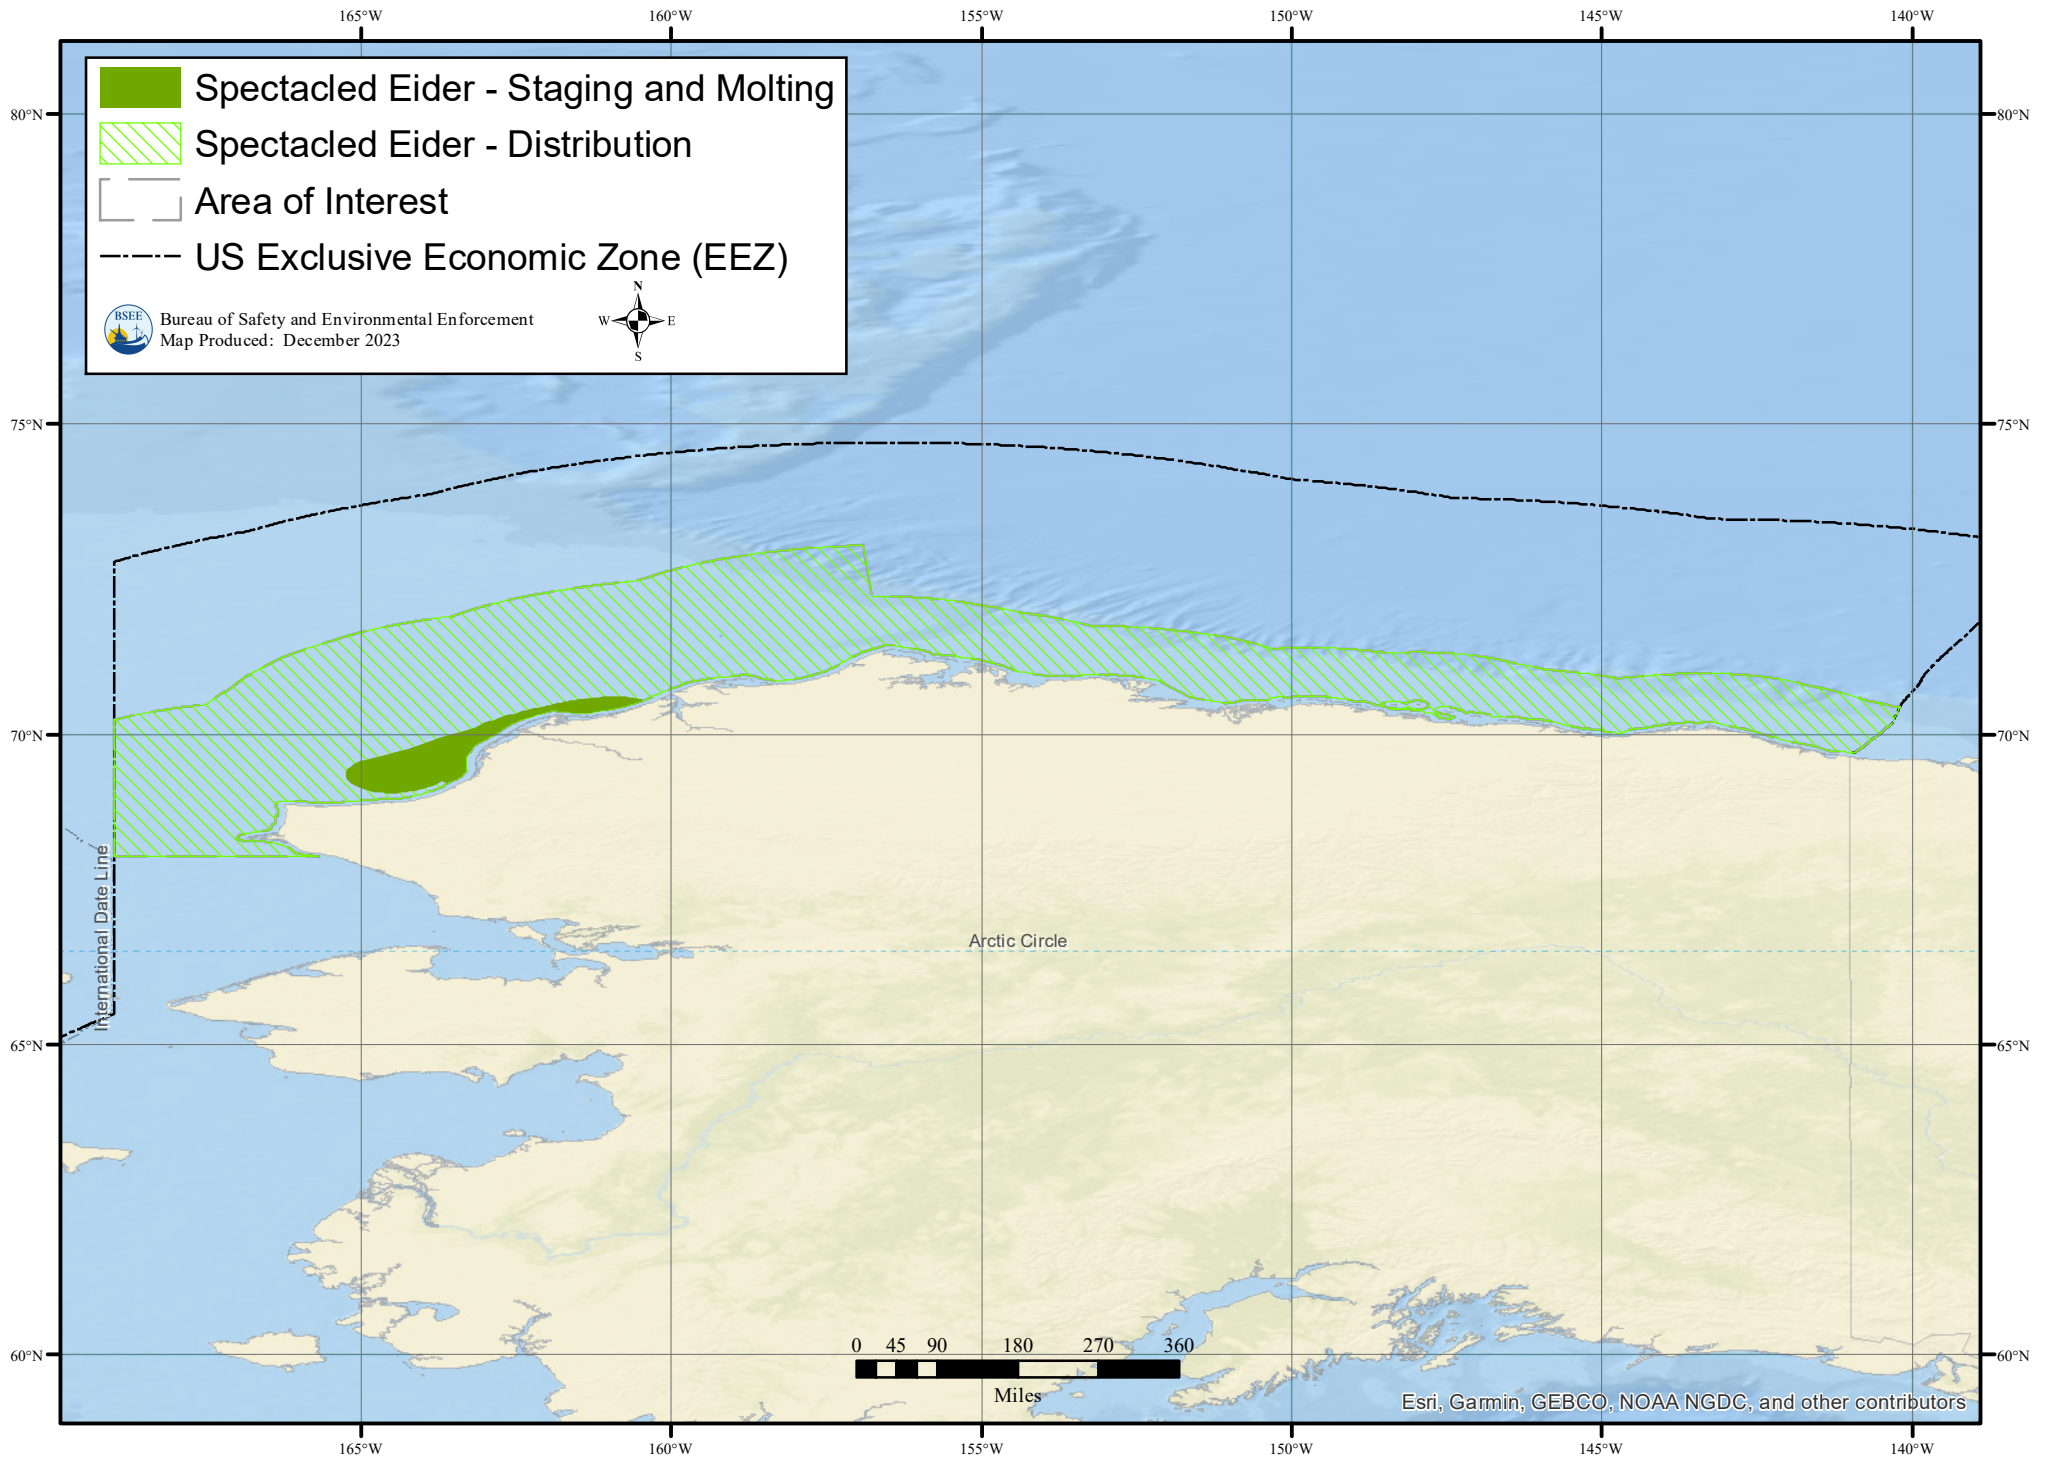 165°W 160°W 155°W 150°W 145°W 140°W
Spectacled Eider - Staging and Molting
80°N 80°N
Spectacled Eider - Distribution
Area of Interest
US Exclusive Economic Zone (EEZ)
N
W E
S
BSEE
Bureau of Safety and Environmental Enforcement
Map Produced: December 2023
75°N 75°N
70°N 70°N
International Date Line
Arctic Circle
65°N 65°N
0 45 90 180 270 360
Miles
60°N 60°N
Esri, Garmin, GEBCO, NOAA NGDC, and other contributors
165°W 160°W 155°W 150°W 145°W 140°W